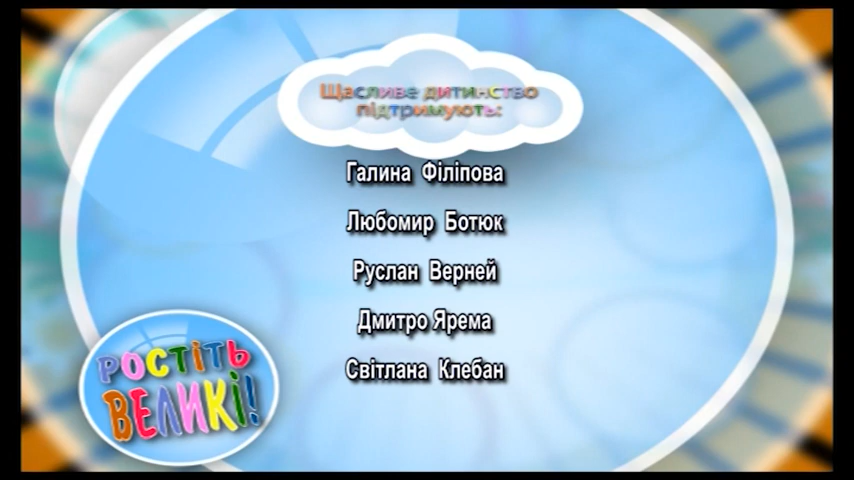 Щасливе дитинство
підтримують:
Галина Філіпова
Любомир Ботюк
Руслан Верней
Дмитро Ярема
Світлана Клебан
РОСТІТЬ
ВЕЛИКІ!